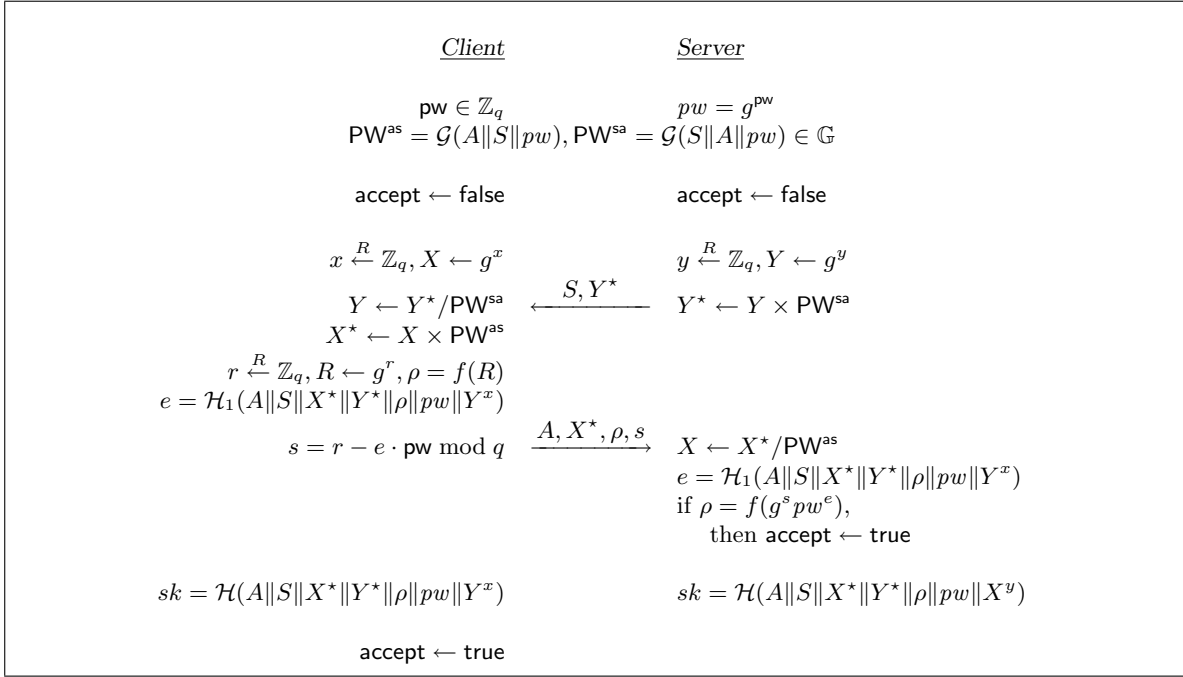 Client Server
pw ∈ ℤ_q pw = g^pw
PW^as = 𝒢(A‖S‖pw), PW^sa = 𝒢(S‖A‖pw) ∈ 𝔾
accept ← false accept ← false
x ←^R ℤ_q, X ← g^x y ←^R ℤ_q, Y ← g^y
Y ← Y⋆/PW^sa ←—— S, Y⋆ Y⋆ ← Y × PW^sa
X⋆ ← X × PW^as
r ←^R ℤ_q, R ← g^r, ρ = f(R)
e = ℋ₁(A‖S‖X⋆‖Y⋆‖ρ‖pw‖Y^x)
s = r − e · pw mod q ——→ A, X⋆, ρ, s X ← X⋆/PW^as
e = ℋ₁(A‖S‖X⋆‖Y⋆‖ρ‖pw‖Y^x)
if ρ = f(g^s pw^e),
then accept ← true
sk = ℋ(A‖S‖X⋆‖Y⋆‖ρ‖pw‖Y^x) sk = ℋ(A‖S‖X⋆‖Y⋆‖ρ‖pw‖X^y)
accept ← true